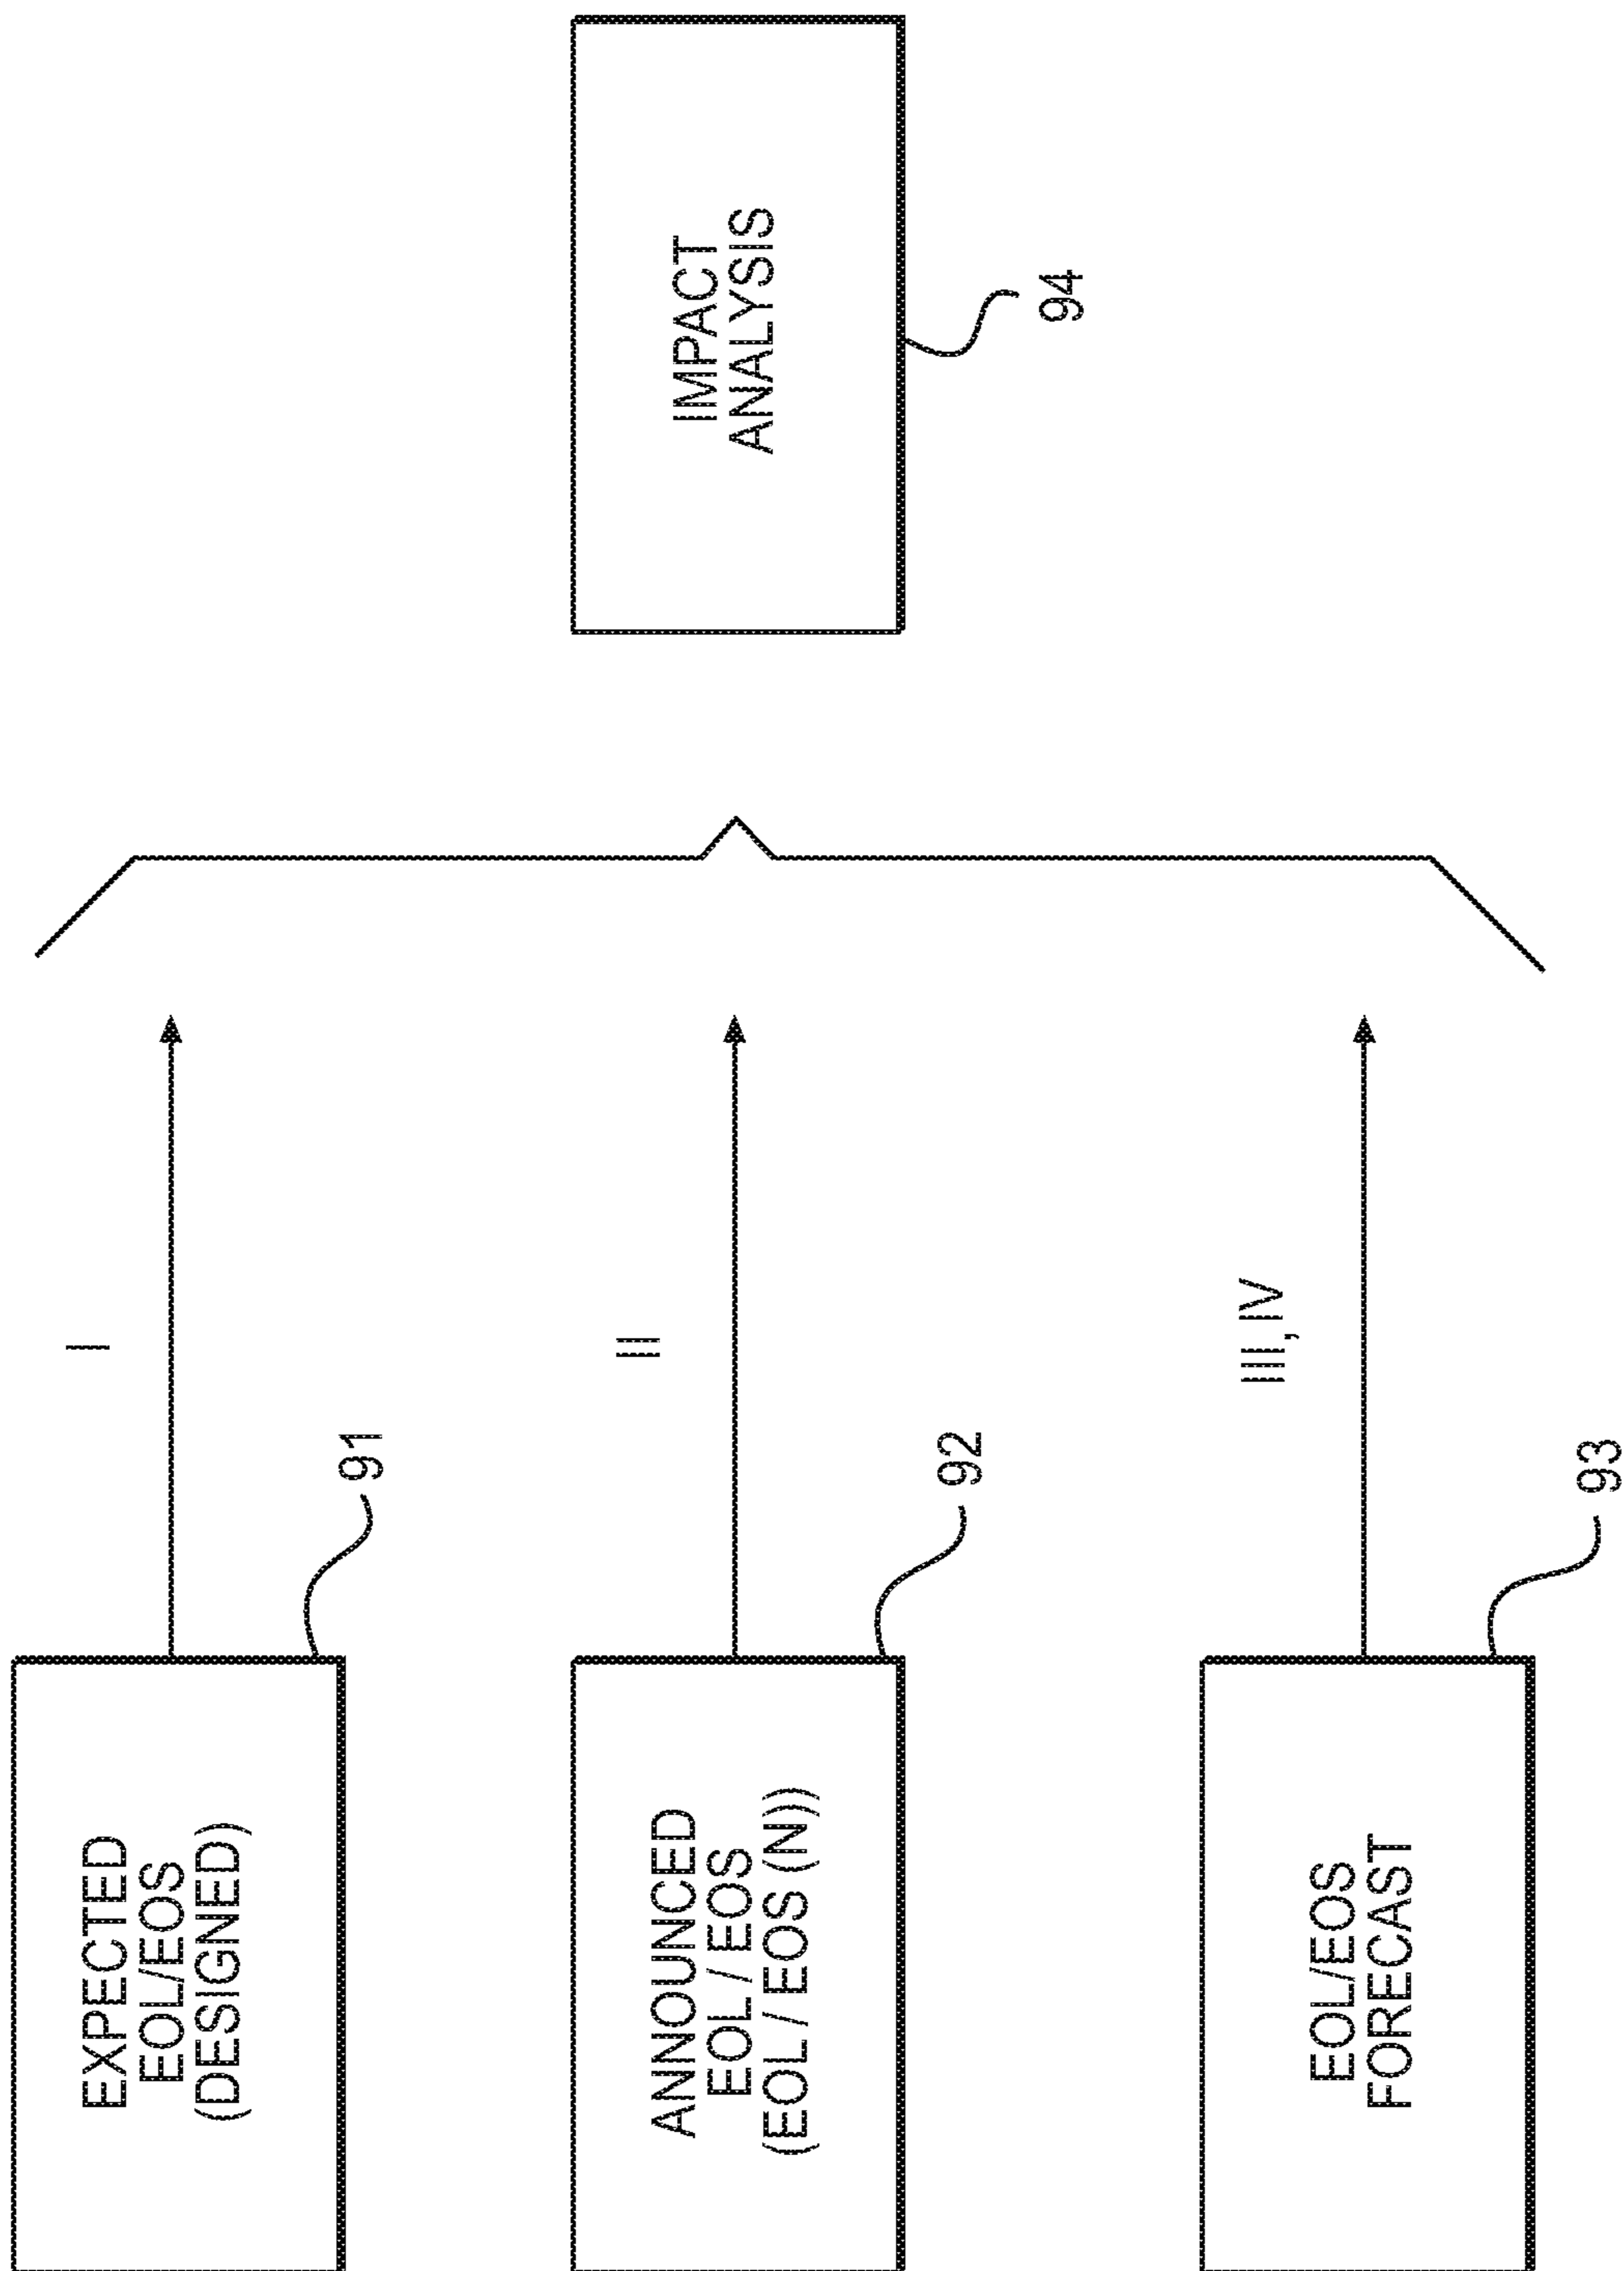 EXPECTED
EOL/EOS
(DESIGNED)
91
I
ANNOUNCED
EOL / EOS
(EOL / EOS (N))
92
II
EOL/EOS
FORECAST
93
III, IV
IMPACT
ANALYSIS
94